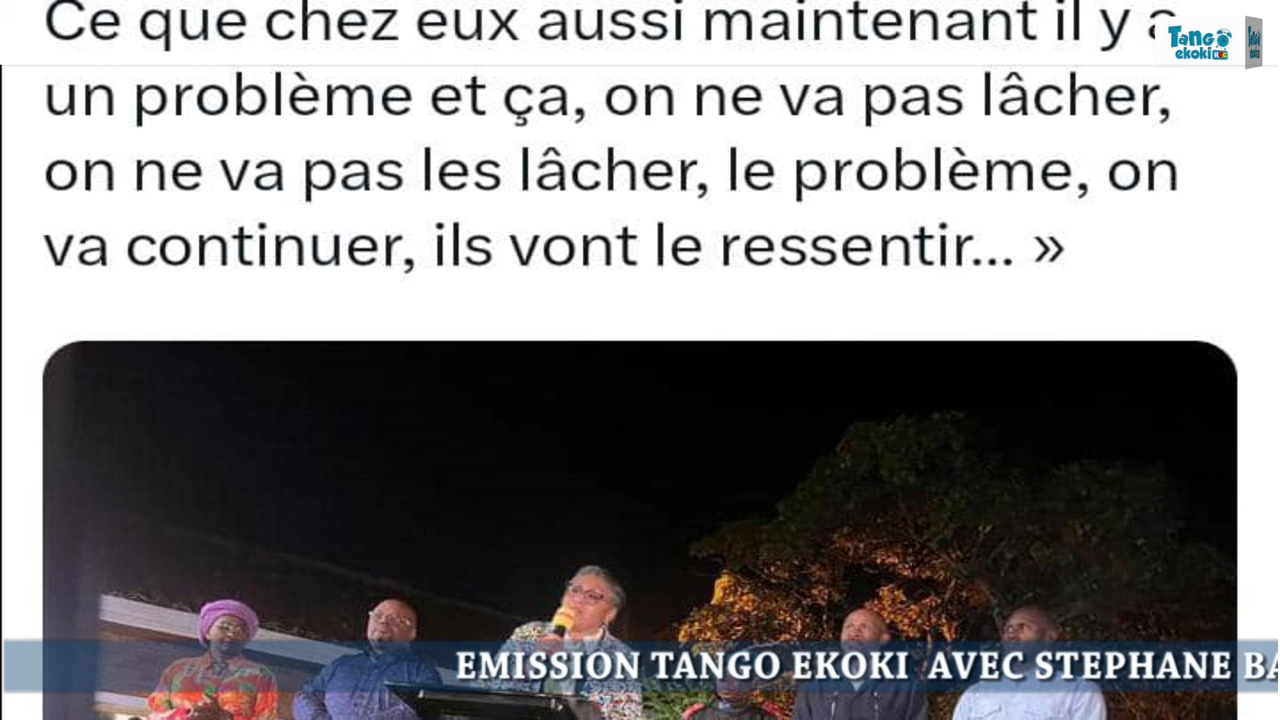 Ce que chez eux aussi maintenant il y a
un problème et ça, on ne va pas lâcher,
on ne va pas les lâcher, le problème, on
va continuer, ils vont le ressentir... »
Tango
ekoki
EMISSION TANGO EKOKI AVEC STEPHANE BA